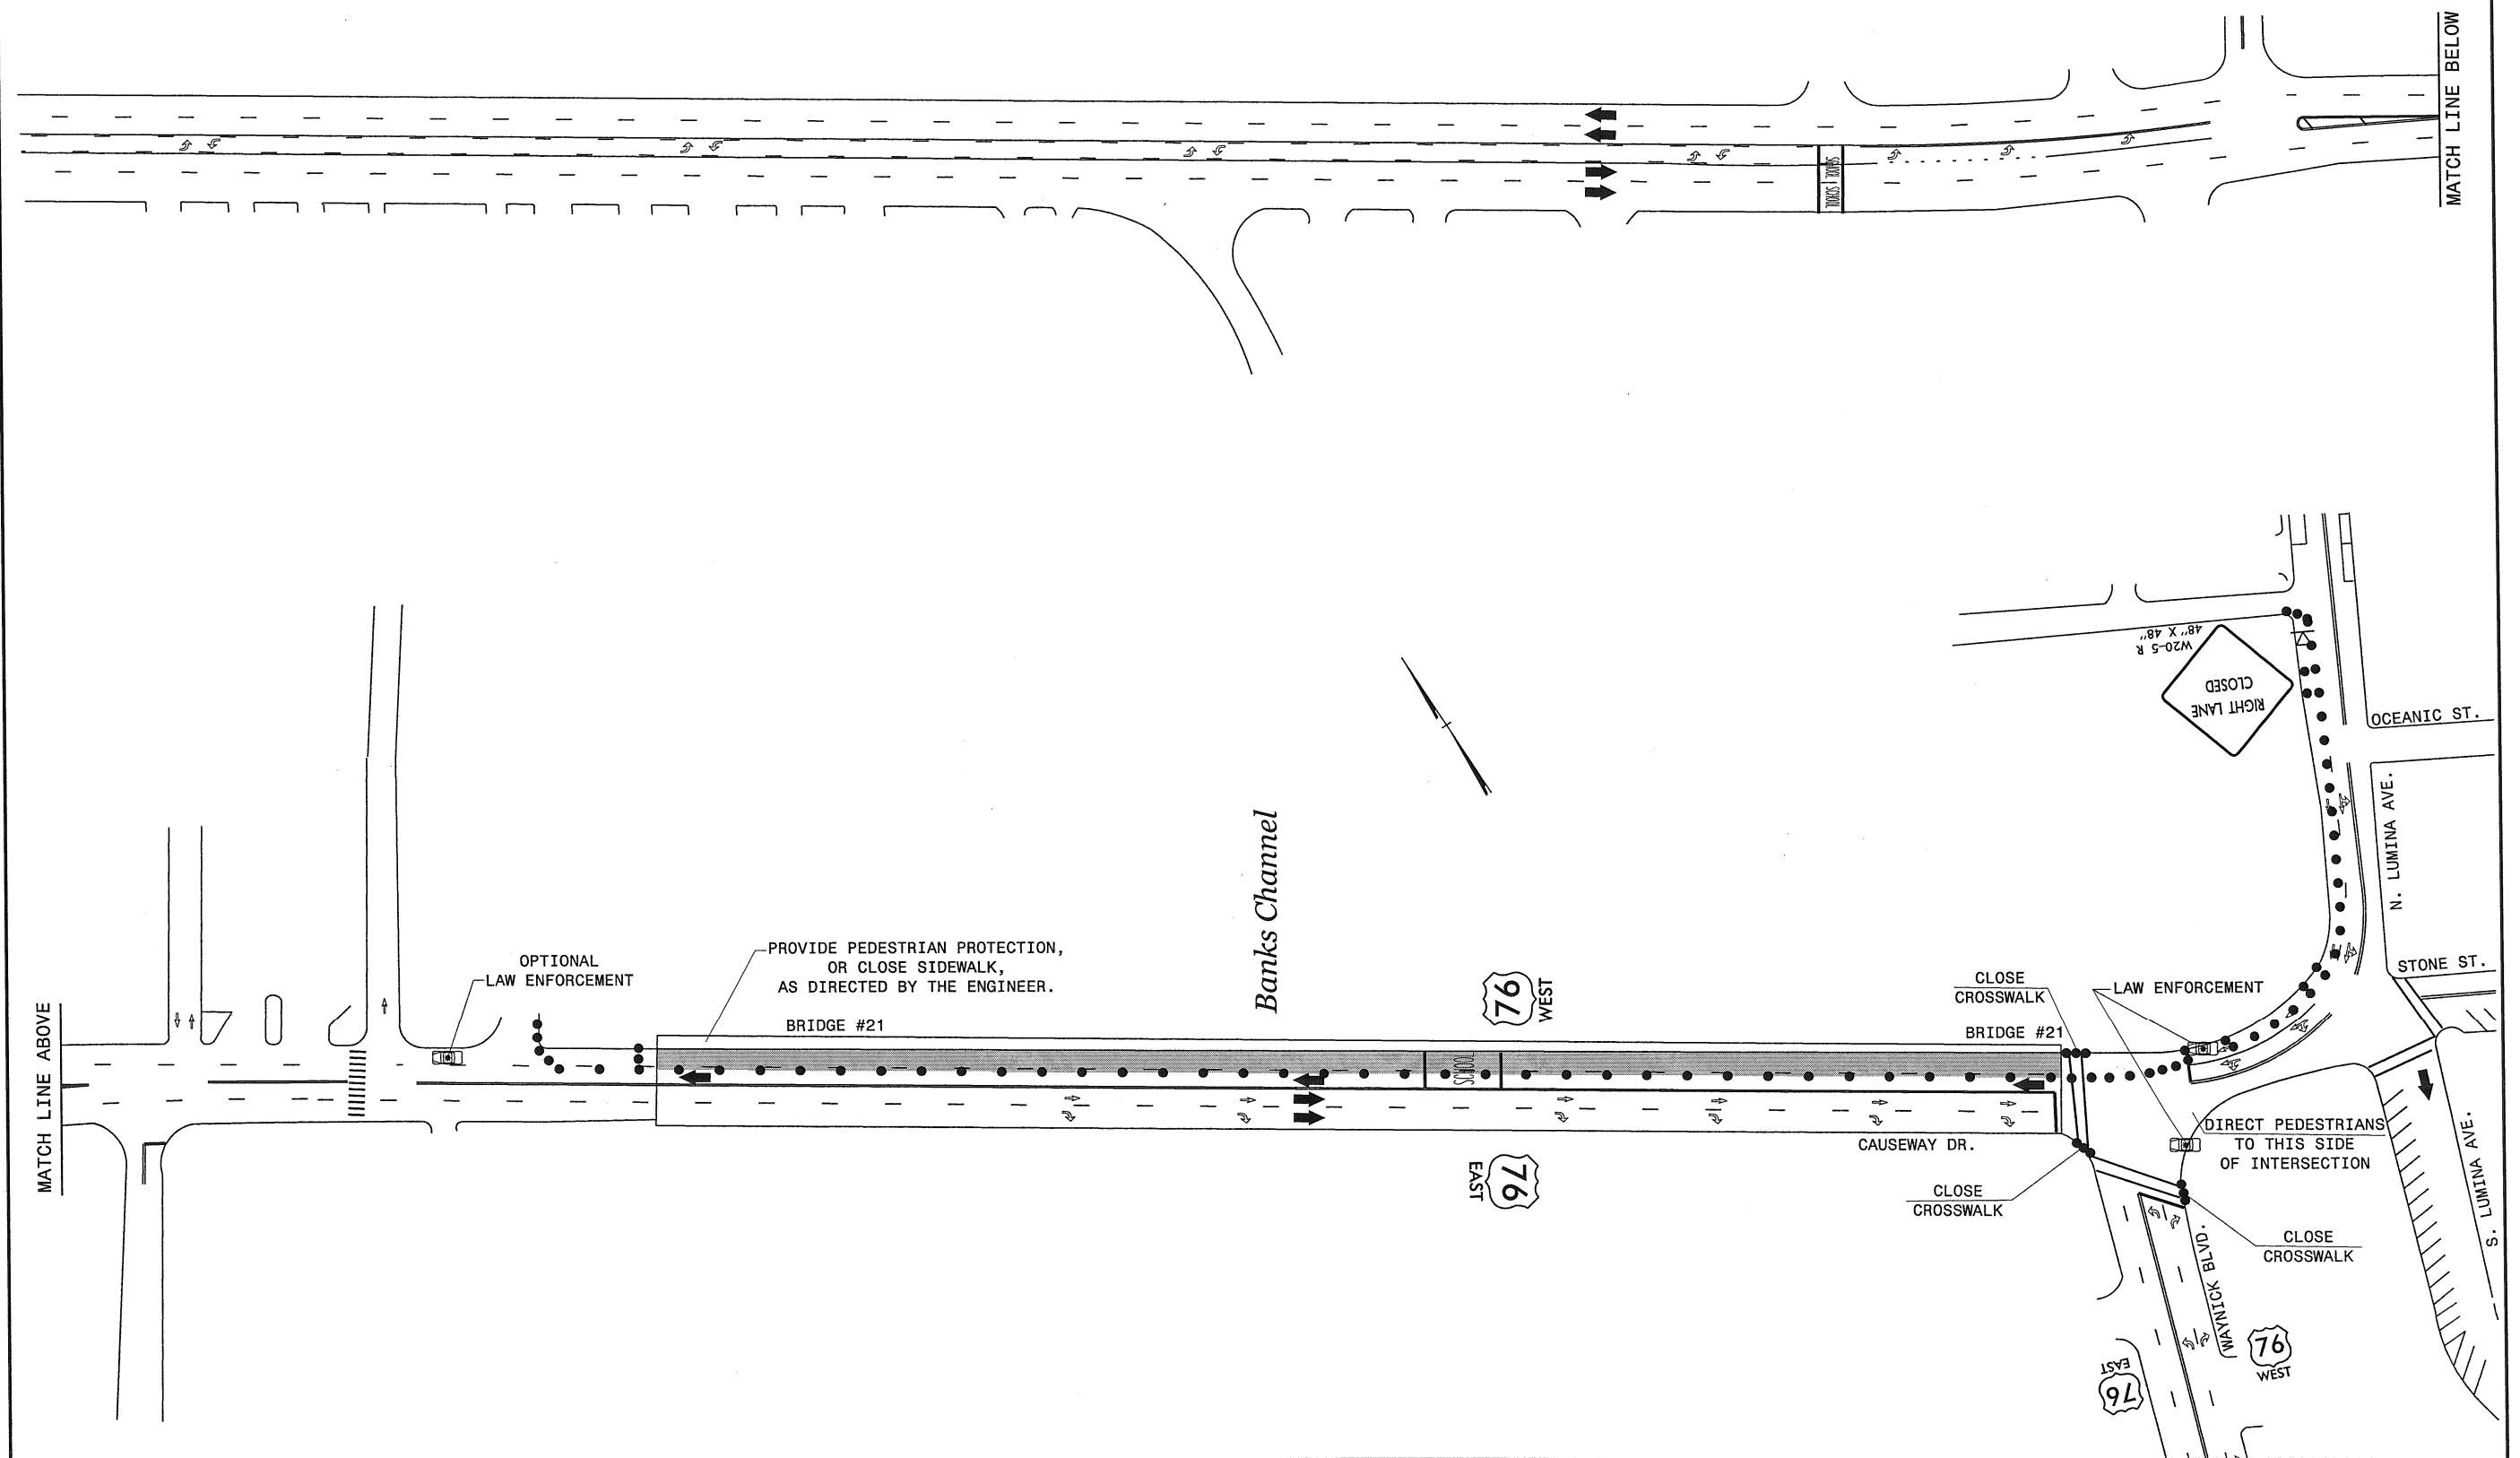 MATCH LINE BELOW
SCHOOL
SCHOOL
W20-5 R
48" X 48"
RIGHT LANE
CLOSED
OCEANIC ST.
N. LUMINA AVE.
STONE ST.
Banks Channel
OPTIONAL
LAW ENFORCEMENT
PROVIDE PEDESTRIAN PROTECTION,
OR CLOSE SIDEWALK,
AS DIRECTED BY THE ENGINEER.
BRIDGE #21
76
WEST
CLOSE
CROSSWALK
LAW ENFORCEMENT
BRIDGE #21
MATCH LINE ABOVE
SCHOOL
CAUSEWAY DR.
DIRECT PEDESTRIANS
TO THIS SIDE
OF INTERSECTION
S. LUMINA AVE.
EAST
76
CLOSE
CROSSWALK
CLOSE
CROSSWALK
WAYNICK BLVD.
76
WEST
EAST
76